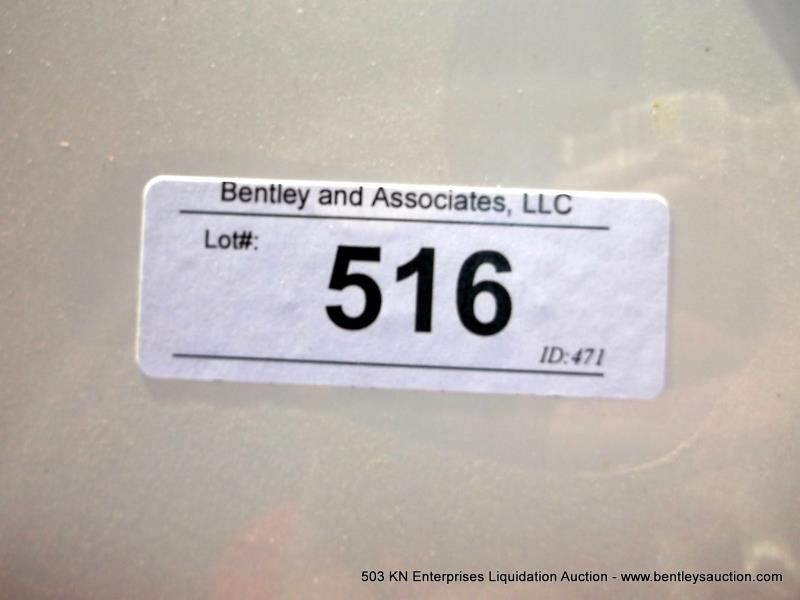 Bentley and Associates, LLC
Lot#:
516
ID:471
503 KN Enterprises Liquidation Auction - www.bentleysauction.com